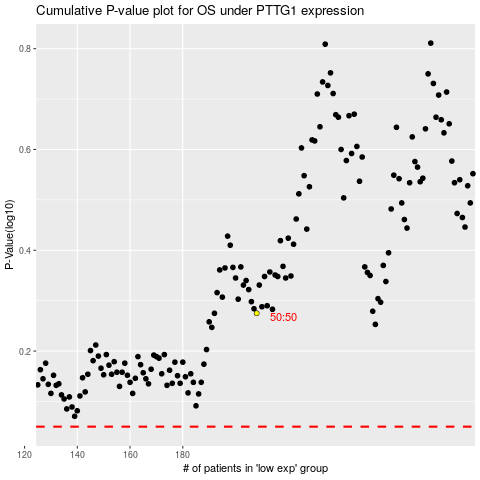 Cumulative P-value plot for OS under PTTG1 expression
P-Value(log10)
0.8
0.6
0.4
0.2
50:50
120 140 160 180
# of patients in 'low exp' group